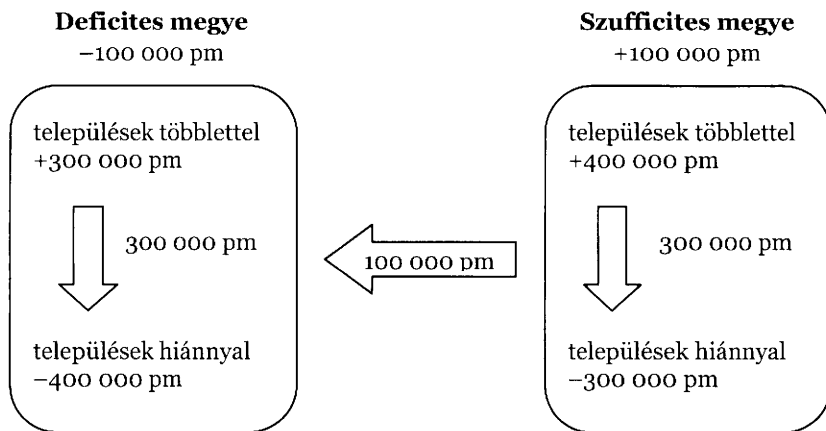 Deficites megye
−100 000 pm
települések többlettel
+300 000 pm
300 000 pm
települések hiánnyal
−400 000 pm
100 000 pm
Szufficites megye
+100 000 pm
települések többlettel
+400 000 pm
300 000 pm
települések hiánnyal
−300 000 pm